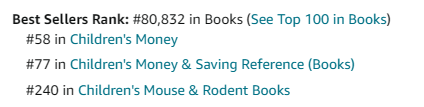 Best Sellers Rank: #80,832 in Books (See Top 100 in Books)
#58 in Children's Money
#77 in Children's Money & Saving Reference (Books)
#240 in Children's Mouse & Rodent Books